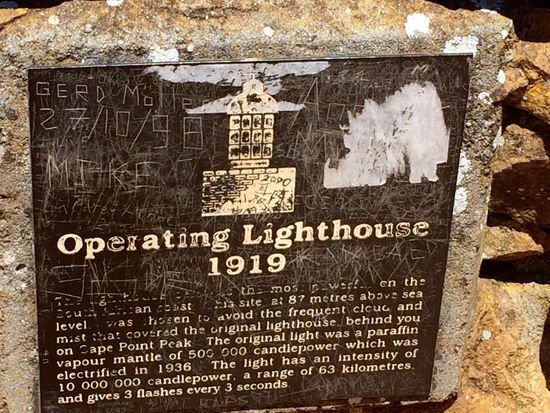 GERD
27/10/98
MIKE
Operating Lighthouse
1919
the most powerful on the
South African coast. This site at 87 metres above sea
level was chosen to avoid the frequent cloud and
mist that covered the original lighthouse behind you
on Cape Point Peak. The original light was a paraffin
vapour mantle of 500 000 candlepower which was
electrified in 1936. The light has an intensity of
10 000 000 candlepower, a range of 63 kilometres
and gives 3 flashes every 3 seconds.